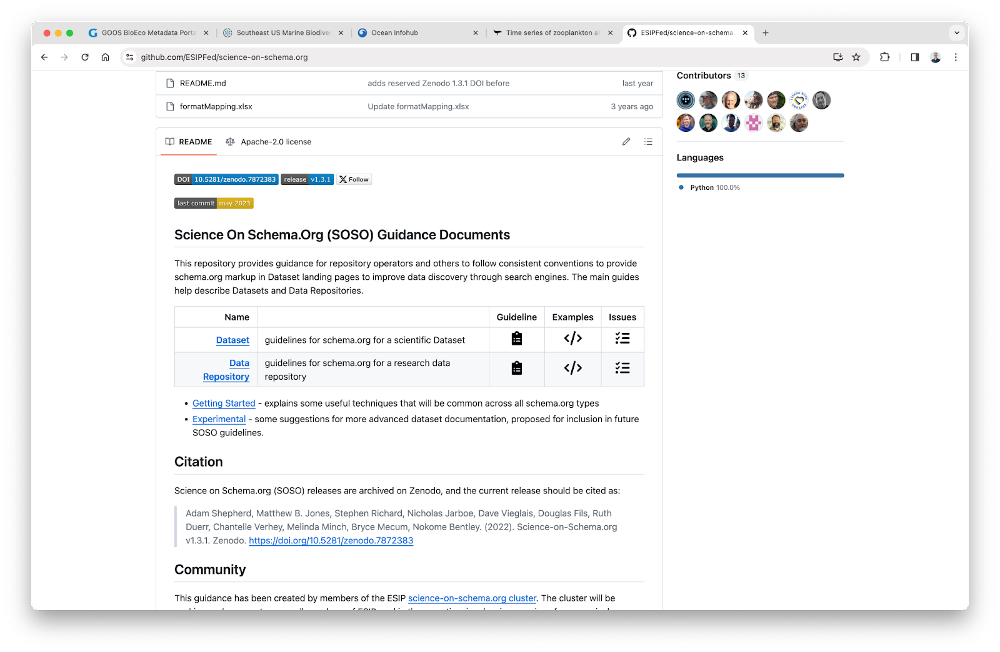 GOOS BioEco Metadata Porta
Southeast US Marine Biodiver
Ocean Infohub
Time series of zooplankton ab
ESIPFed/science-on-schema.
github.com/ESIPFed/science-on-schema.org
README.md adds reserved Zenodo 1.3.1 DOI before last year
formatMapping.xlsx Update formatMapping.xlsx 3 years ago
README Apache-2.0 license
DOI 10.5281/zenodo.7872383 release v1.3.1 X Follow
last commit may 2023
Science On Schema.Org (SOSO) Guidance Documents
This repository provides guidance for repository operators and others to follow consistent conventions to provide
schema.org markup in Dataset landing pages to improve data discovery through search engines. The main guides
help describe Datasets and Data Repositories.
Name Guideline Examples Issues
Dataset guidelines for schema.org for a scientific Dataset </>
Data guidelines for schema.org for a research data </>
Repository repository
• Getting Started - explains some useful techniques that will be common across all schema.org types
• Experimental - some suggestions for more advanced dataset documentation, proposed for inclusion in future
SOSO guidelines.
Citation
Science on Schema.org (SOSO) releases are archived on Zenodo, and the current release should be cited as:
Adam Shepherd, Matthew B. Jones, Stephen Richard, Nicholas Jarboe, Dave Vieglais, Douglas Fils, Ruth
Duerr, Chantelle Verhey, Melinda Minch, Bryce Mecum, Nokome Bentley. (2022). Science-on-Schema.org
v1.3.1. Zenodo. https://doi.org/10.5281/zenodo.7872383
Community
This guidance has been created by members of the ESIP science-on-schema.org cluster. The cluster will be
Contributors 13
Languages
Python 100.0%